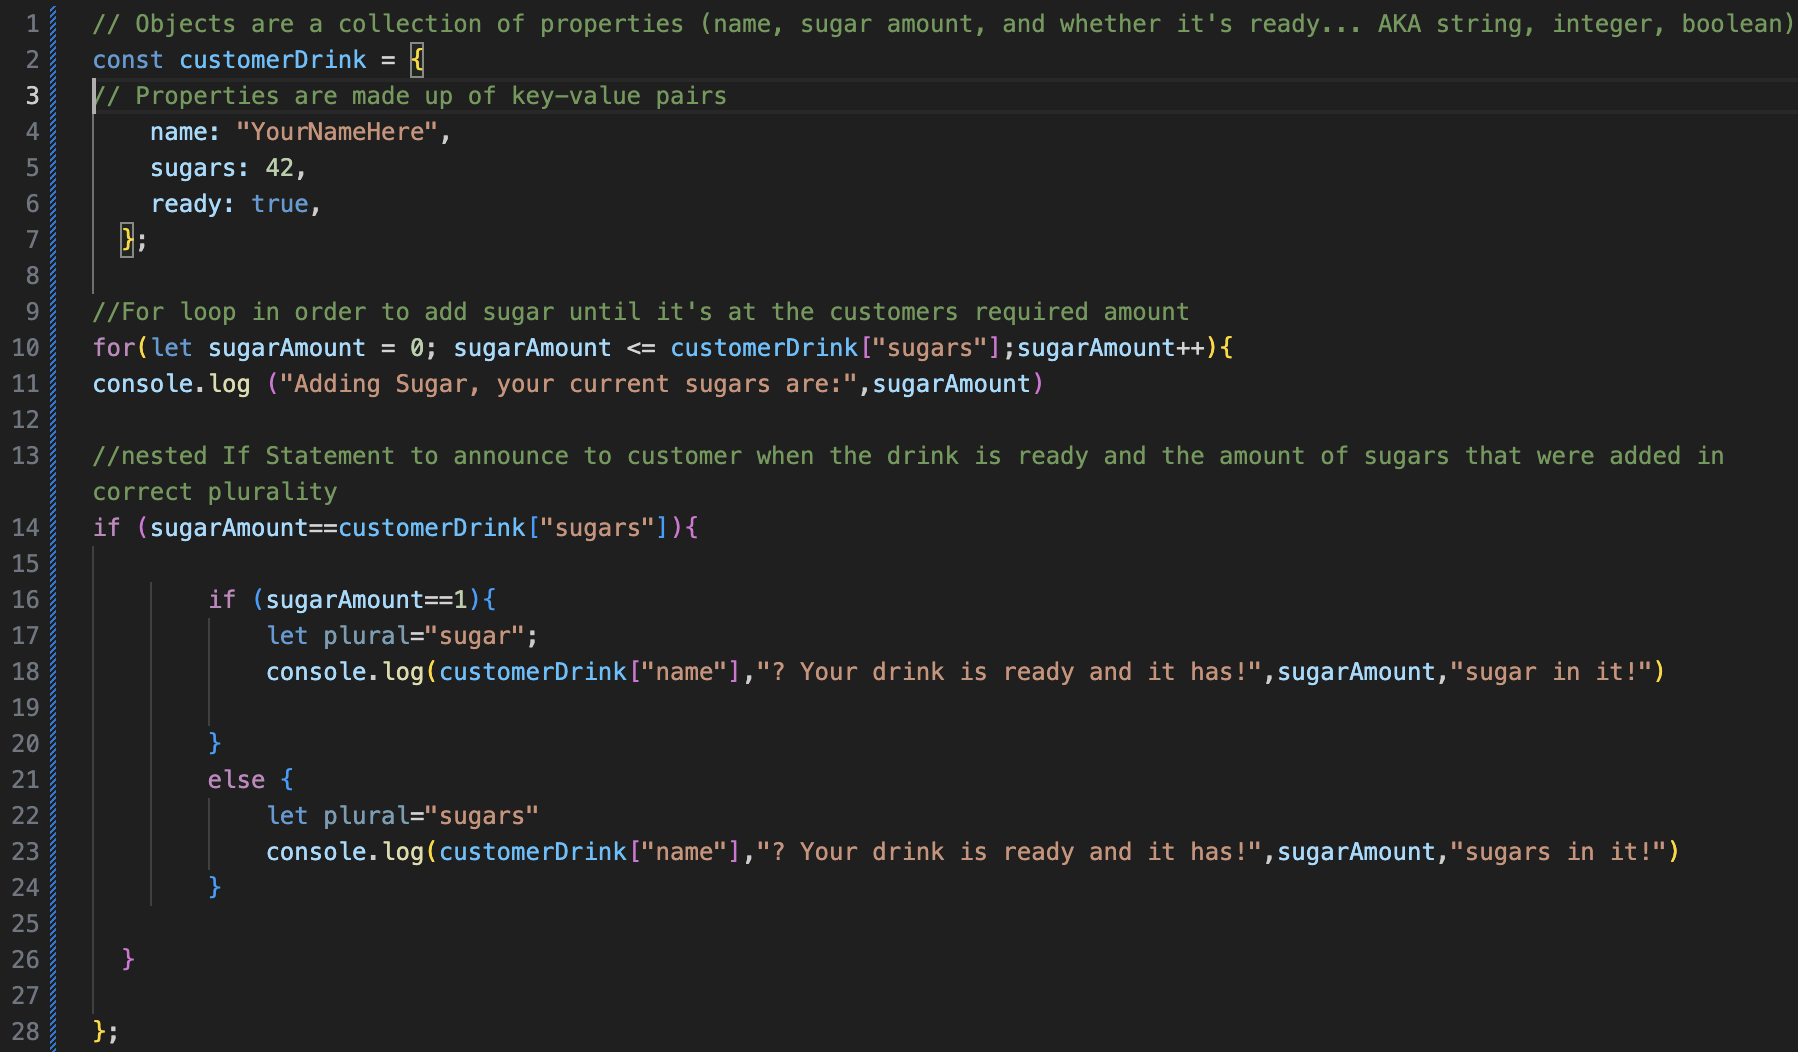 1 // Objects are a collection of properties (name, sugar amount, and whether it's ready... AKA string, integer, boolean)
2 const customerDrink = {
3 // Properties are made up of key-value pairs
4     name: "YourNameHere",
5     sugars: 42,
6     ready: true,
7   };
8
9 //For loop in order to add sugar until it's at the customers required amount
10 for(let sugarAmount = 0; sugarAmount <= customerDrink["sugars"];sugarAmount++){
11 console.log ("Adding Sugar, your current sugars are:",sugarAmount)
12
13 //nested If Statement to announce to customer when the drink is ready and the amount of sugars that were added in
correct plurality
14 if (sugarAmount==customerDrink["sugars"]){
15
16         if (sugarAmount==1){
17             let plural="sugar";
18             console.log(customerDrink["name"],"? Your drink is ready and it has!",sugarAmount,"sugar in it!")
19
20         }
21         else {
22             let plural="sugars"
23             console.log(customerDrink["name"],"? Your drink is ready and it has!",sugarAmount,"sugars in it!")
24         }
25
26   }
27
28 };